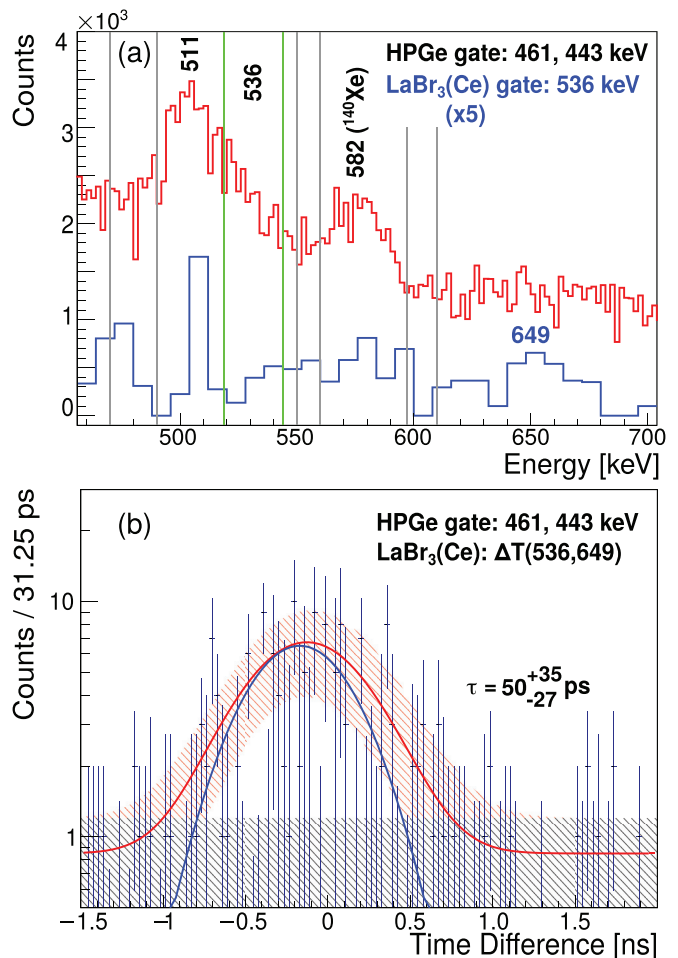 ×10³
4
3
2
1
0
Counts
(a)
511
536
582 (¹⁴⁰Xe)
HPGe gate: 461, 443 keV
LaBr₃(Ce) gate: 536 keV
(x5)
649
500 550 600 650 700
Energy [keV]
Counts / 31.25 ps
10
1
(b)
HPGe gate: 461, 443 keV
LaBr₃(Ce): ΔT(536,649)
τ = 50 +35 -27 ps
−1.5 −1 −0.5 0 0.5 1.0 1.5
Time Difference [ns]